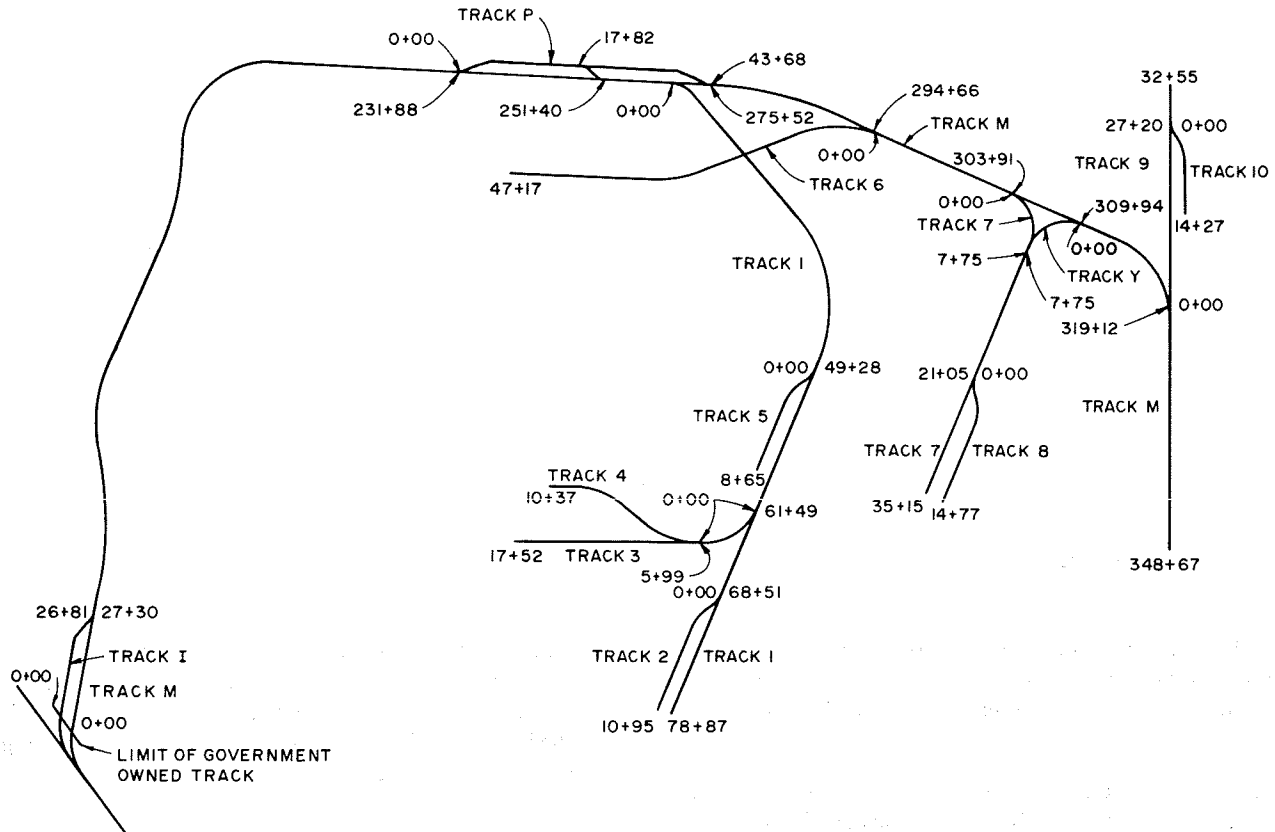 TRACK P
0+00
17+82
43+68
32+55
231+88
251+40
0+00
275+52
294+66
TRACK M
27+20
0+00
0+00
303+91
TRACK 9
TRACK 10
47+17
TRACK 6
0+00
309+94
TRACK 7
14+27
0+00
TRACK 1
7+75
TRACK Y
7+75
0+00
319+12
0+00
49+28
21+05
0+00
TRACK M
TRACK 5
TRACK 7
TRACK 8
8+65
TRACK 4
10+37
0+00
61+49
35+15
14+77
17+52
TRACK 3
5+99
348+67
0+00
68+51
26+81
27+30
TRACK I
TRACK 2
TRACK 1
0+00
TRACK M
0+00
10+95
78+87
LIMIT OF GOVERNMENT
OWNED TRACK